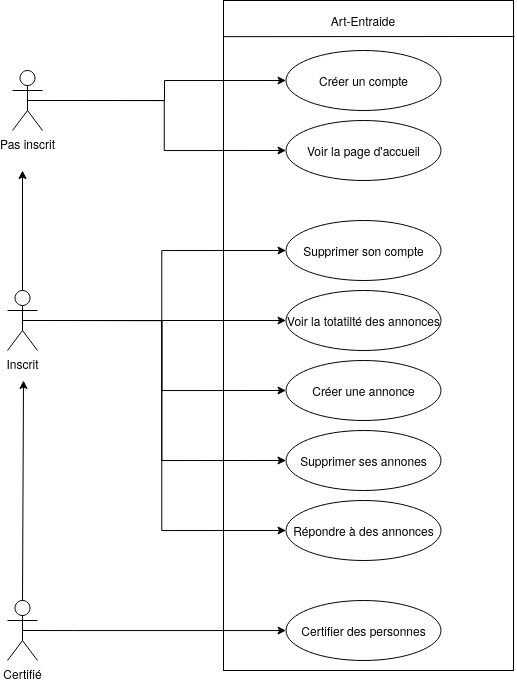 Art-Entraide
Créer un compte
Pas inscrit
Voir la page d'accueil
Supprimer son compte
Voir la totatilté des annonces
Inscrit
Créer une annonce
Supprimer ses annones
Répondre à des annonces
Certifier des personnes
Certifié